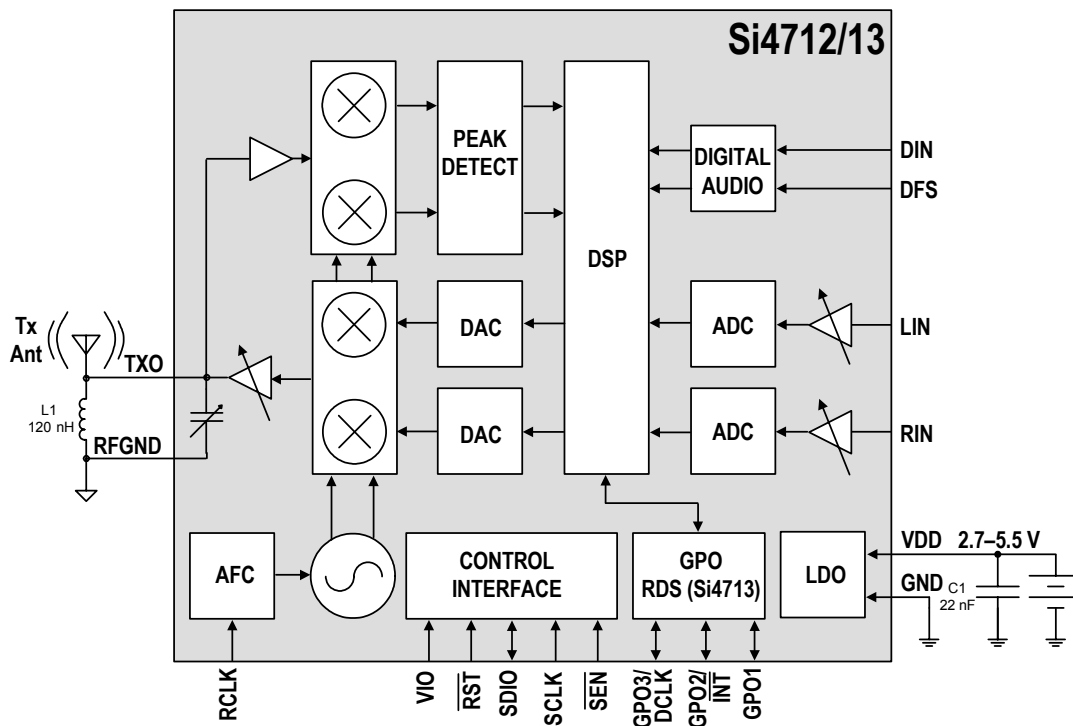 Si4712/13
PEAK
DETECT
DIGITAL
AUDIO
DIN
DFS
DSP
Tx
Ant
TXO
DAC
ADC
LIN
L1
120 nH
RFGND
DAC
ADC
RIN
AFC
CONTROL
INTERFACE
GPO
RDS (Si4713)
LDO
VDD 2.7–5.5 V
GND
C1
22 nF
RCLK
VIO
RST
SDIO
SCLK
SEN
GPO3/
DCLK
GPO2/
INT
GPO1